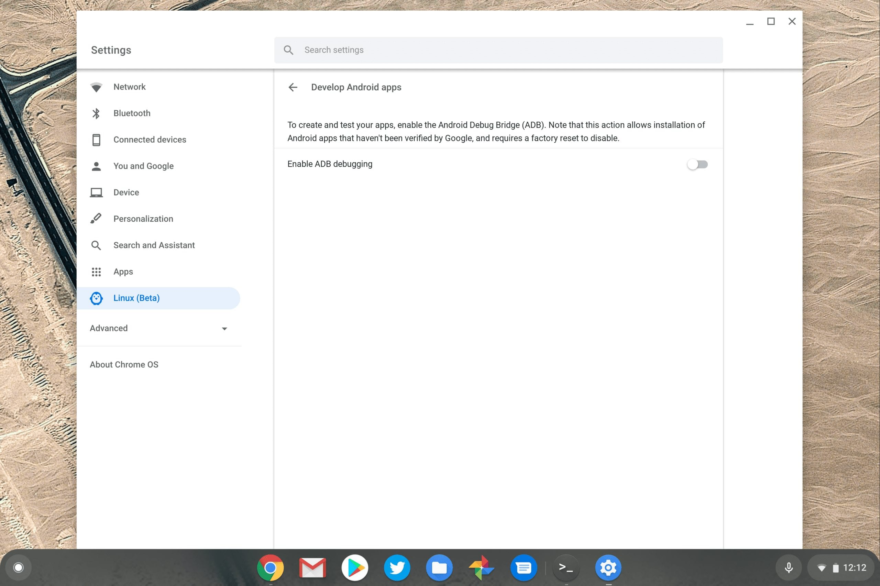 Settings
Search settings
Network
Bluetooth
Connected devices
You and Google
Device
Personalization
Search and Assistant
Apps
Linux (Beta)
Advanced
About Chrome OS
Develop Android apps
To create and test your apps, enable the Android Debug Bridge (ADB). Note that this action allows installation of
Android apps that haven't been verified by Google, and requires a factory reset to disable.
Enable ADB debugging
>_
12:12